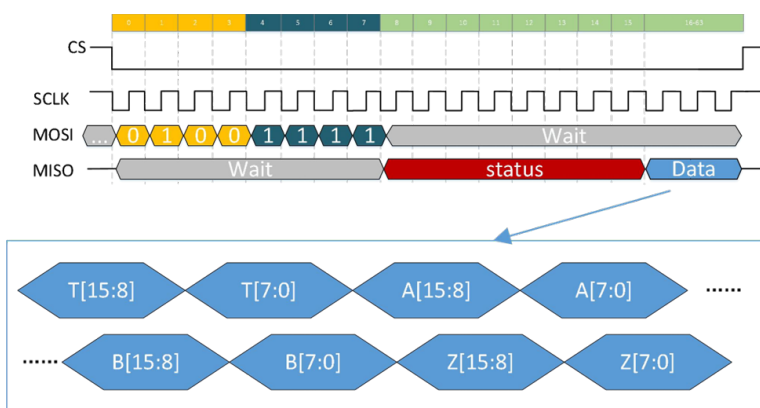 0 1 2 3 4 5 6 7 8 9 10 11 12 13 14 15 16-63
CS
SCLK
MOSI ... 0 1 0 0 1 1 1 1 Wait
MISO Wait status Data
T[15:8] T[7:0] A[15:8] A[7:0] ......
...... B[15:8] B[7:0] Z[15:8] Z[7:0]